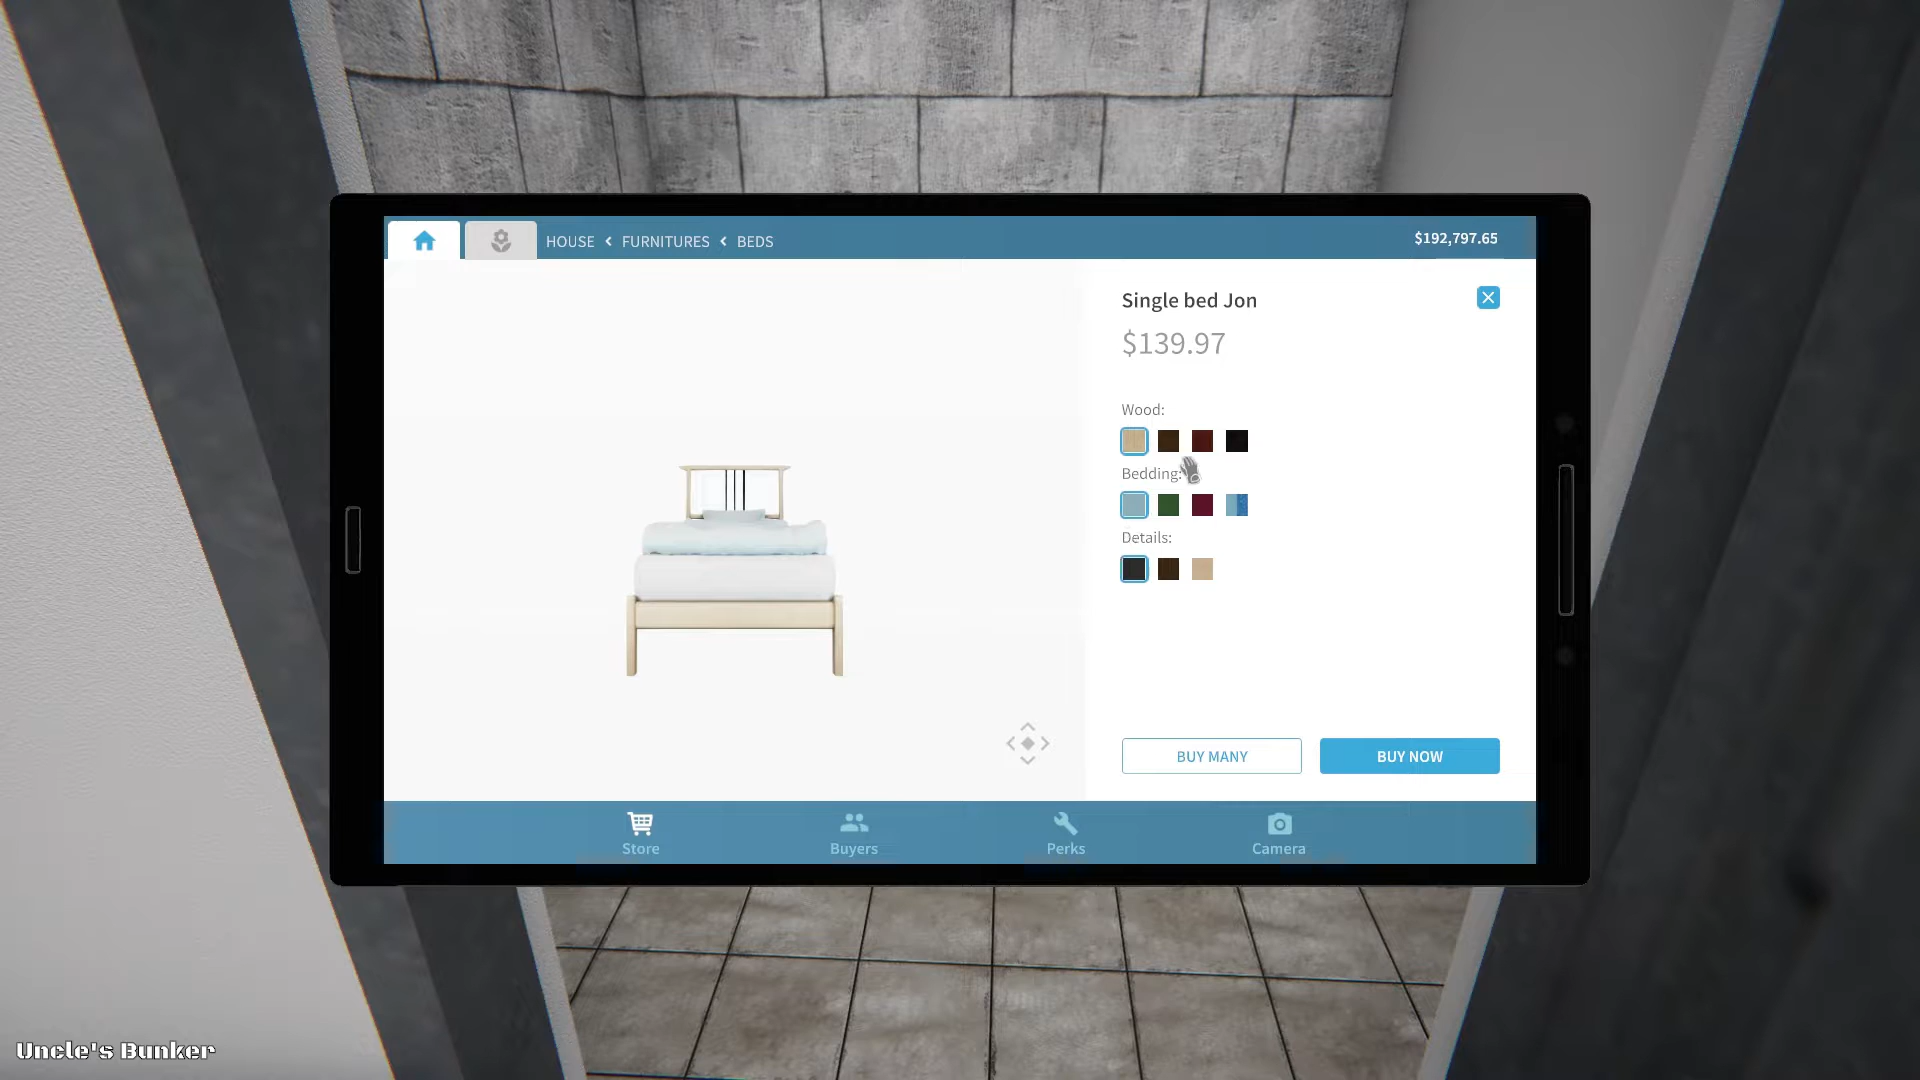 HOUSE < FURNITURES < BEDS
$192,797.65
Single bed Jon
$139.97
Wood:
Bedding:
Details:
BUY MANY
BUY NOW
Store
Buyers
Perks
Camera
Uncle's Bunker